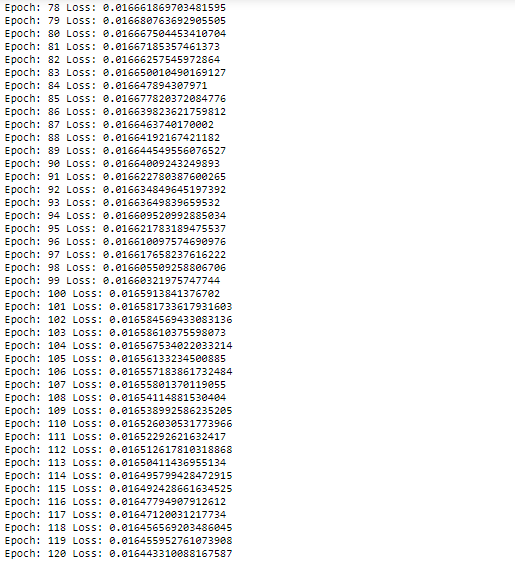 Epoch: 78 Loss: 0.016661869703481595
Epoch: 79 Loss: 0.016680763692905505
Epoch: 80 Loss: 0.016667504453410704
Epoch: 81 Loss: 0.01667185357461373
Epoch: 82 Loss: 0.01666257545972864
Epoch: 83 Loss: 0.016650010490169127
Epoch: 84 Loss: 0.016647894307971
Epoch: 85 Loss: 0.016677820372084776
Epoch: 86 Loss: 0.016639823621759812
Epoch: 87 Loss: 0.0166463740170002
Epoch: 88 Loss: 0.01664192167421182
Epoch: 89 Loss: 0.016644549556076527
Epoch: 90 Loss: 0.01664009243249893
Epoch: 91 Loss: 0.016622780387600265
Epoch: 92 Loss: 0.016634849645197392
Epoch: 93 Loss: 0.01663649839659532
Epoch: 94 Loss: 0.016609520992885034
Epoch: 95 Loss: 0.016621783189475537
Epoch: 96 Loss: 0.016610097574690976
Epoch: 97 Loss: 0.016617658237616222
Epoch: 98 Loss: 0.016605509258806706
Epoch: 99 Loss: 0.01660321975747744
Epoch: 100 Loss: 0.0165913841376702
Epoch: 101 Loss: 0.016581733617931603
Epoch: 102 Loss: 0.016584569433083136
Epoch: 103 Loss: 0.01658610375598073
Epoch: 104 Loss: 0.016567534022033214
Epoch: 105 Loss: 0.01656133234500885
Epoch: 106 Loss: 0.016557183861732484
Epoch: 107 Loss: 0.01655801370119055
Epoch: 108 Loss: 0.01654114881530404
Epoch: 109 Loss: 0.016538992586235205
Epoch: 110 Loss: 0.016526030531773966
Epoch: 111 Loss: 0.01652292621632417
Epoch: 112 Loss: 0.016512617810318868
Epoch: 113 Loss: 0.01650411436955134
Epoch: 114 Loss: 0.016495799428472915
Epoch: 115 Loss: 0.016492428661634525
Epoch: 116 Loss: 0.01647794907912612
Epoch: 117 Loss: 0.01647120031217734
Epoch: 118 Loss: 0.016456569203486045
Epoch: 119 Loss: 0.016455952761073908
Epoch: 120 Loss: 0.016443310088167587